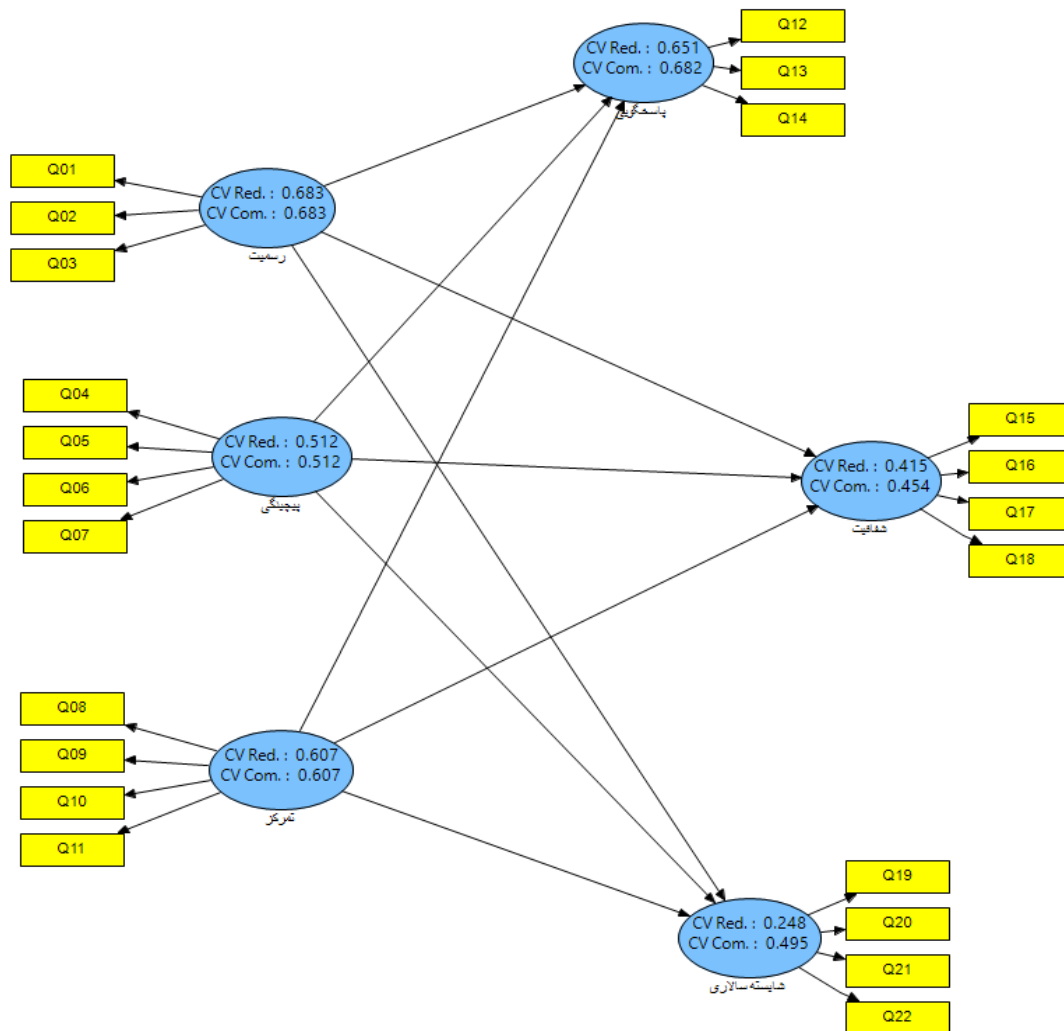 Q12
CV Red. : 0.651
CV Com. : 0.682
Q13
Q14
پاسخگویی
Q01
CV Red. : 0.683
CV Com. : 0.683
Q02
Q03
رسمیت
Q04
Q05
CV Red. : 0.512
CV Com. : 0.512
Q06
Q07
پیچیدگی
Q15
CV Red. : 0.415
CV Com. : 0.454
Q16
Q17
Q18
شفافیت
Q08
Q09
CV Red. : 0.607
CV Com. : 0.607
Q10
Q11
تمرکز
Q19
CV Red. : 0.248
CV Com. : 0.495
Q20
Q21
Q22
شایسته سالاری